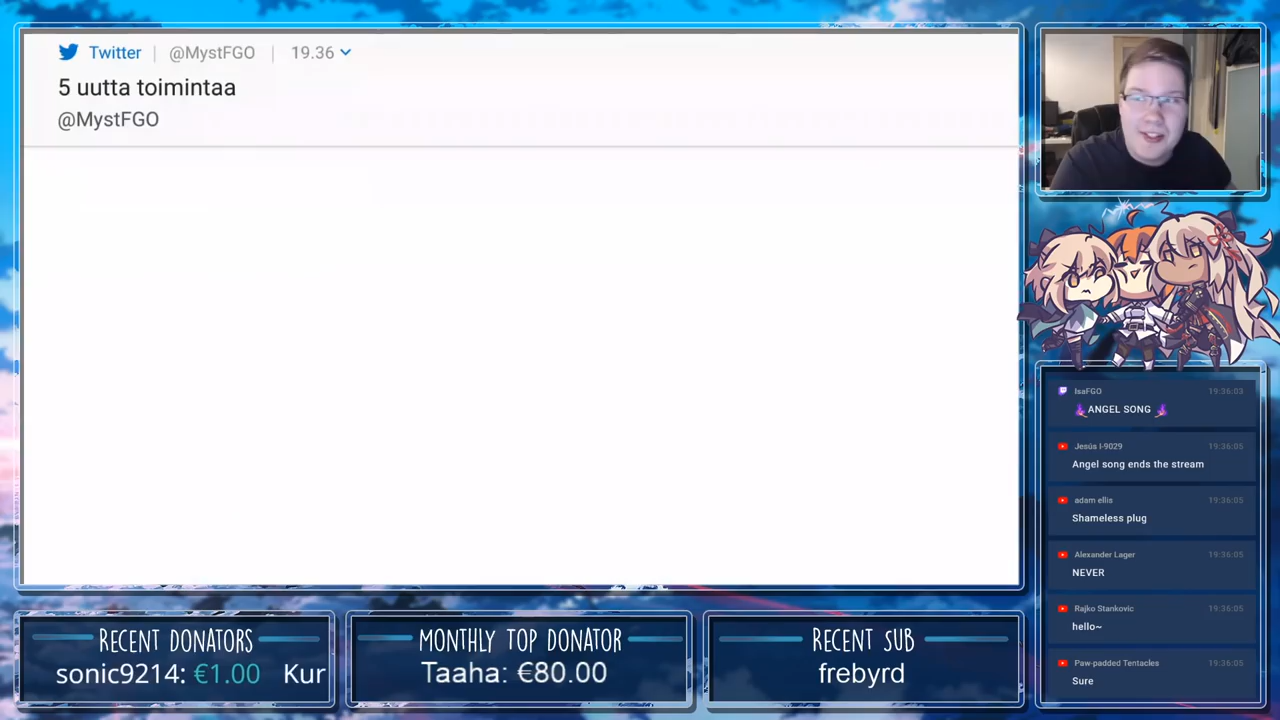 Twitter | @MystFGO | 19.36
5 uutta toimintaa
@MystFGO
IsaFGO 19:36:03
ANGEL SONG
Jesús I-9029 19:36:05
Angel song ends the stream
adam ellis 19:36:05
Shameless plug
Alexander Lager 19:36:05
NEVER
Rajko Stankovic 19:36:05
hello~
Paw-padded Tentacles 19:36:05
Sure
RECENT DONATORS
sonic9214: €1.00 Kur
MONTHLY TOP DONATOR
Taaha: €80.00
RECENT SUB
frebyrd